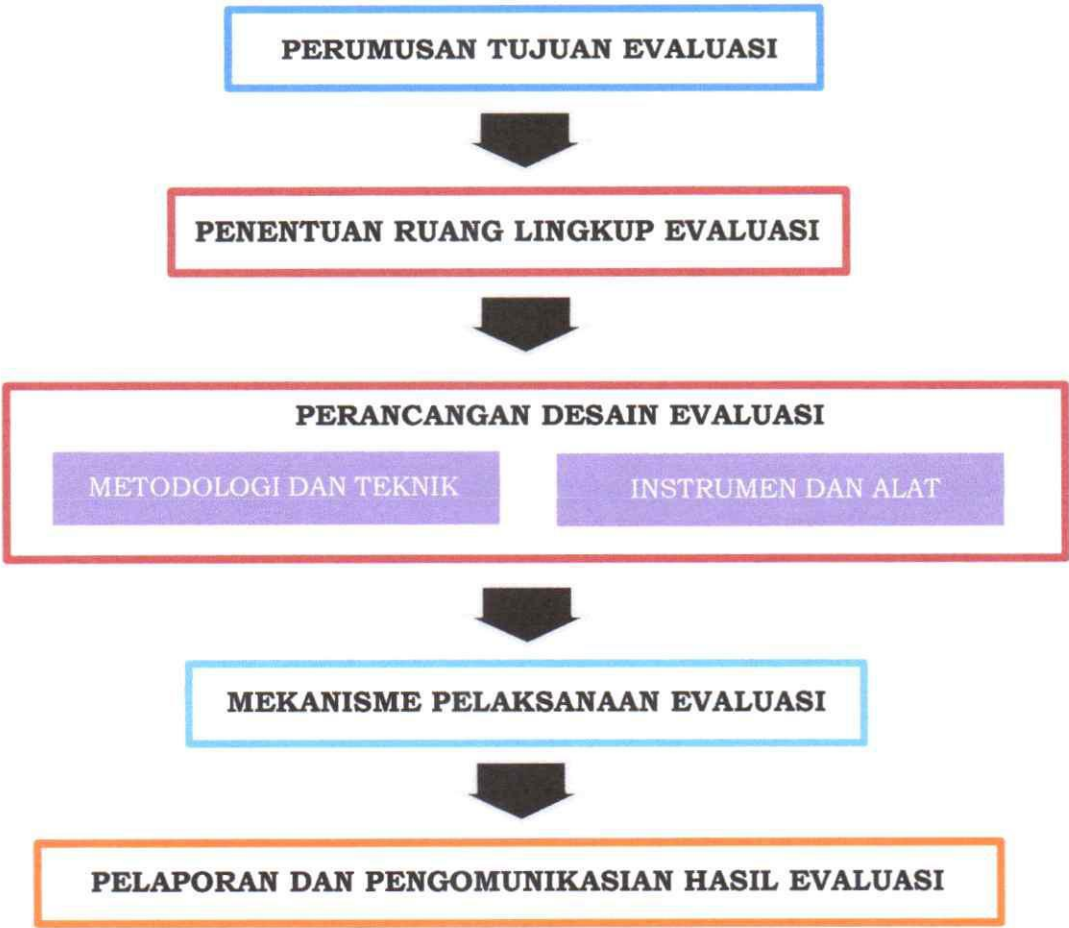 PERUMUSAN TUJUAN EVALUASI
PENENTUAN RUANG LINGKUP EVALUASI
PERANCANGAN DESAIN EVALUASI
METODOLOGI DAN TEKNIK
INSTRUMEN DAN ALAT
MEKANISME PELAKSANAAN EVALUASI
PELAPORAN DAN PENGOMUNIKASIAN HASIL EVALUASI